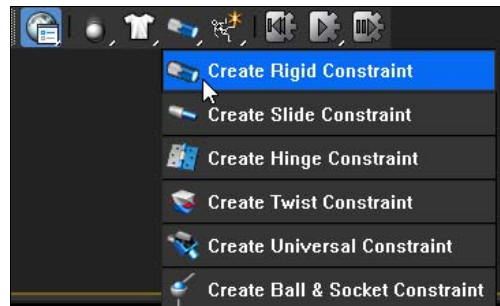 Create Rigid Constraint
Create Slide Constraint
Create Hinge Constraint
Create Twist Constraint
Create Universal Constraint
Create Ball & Socket Constraint